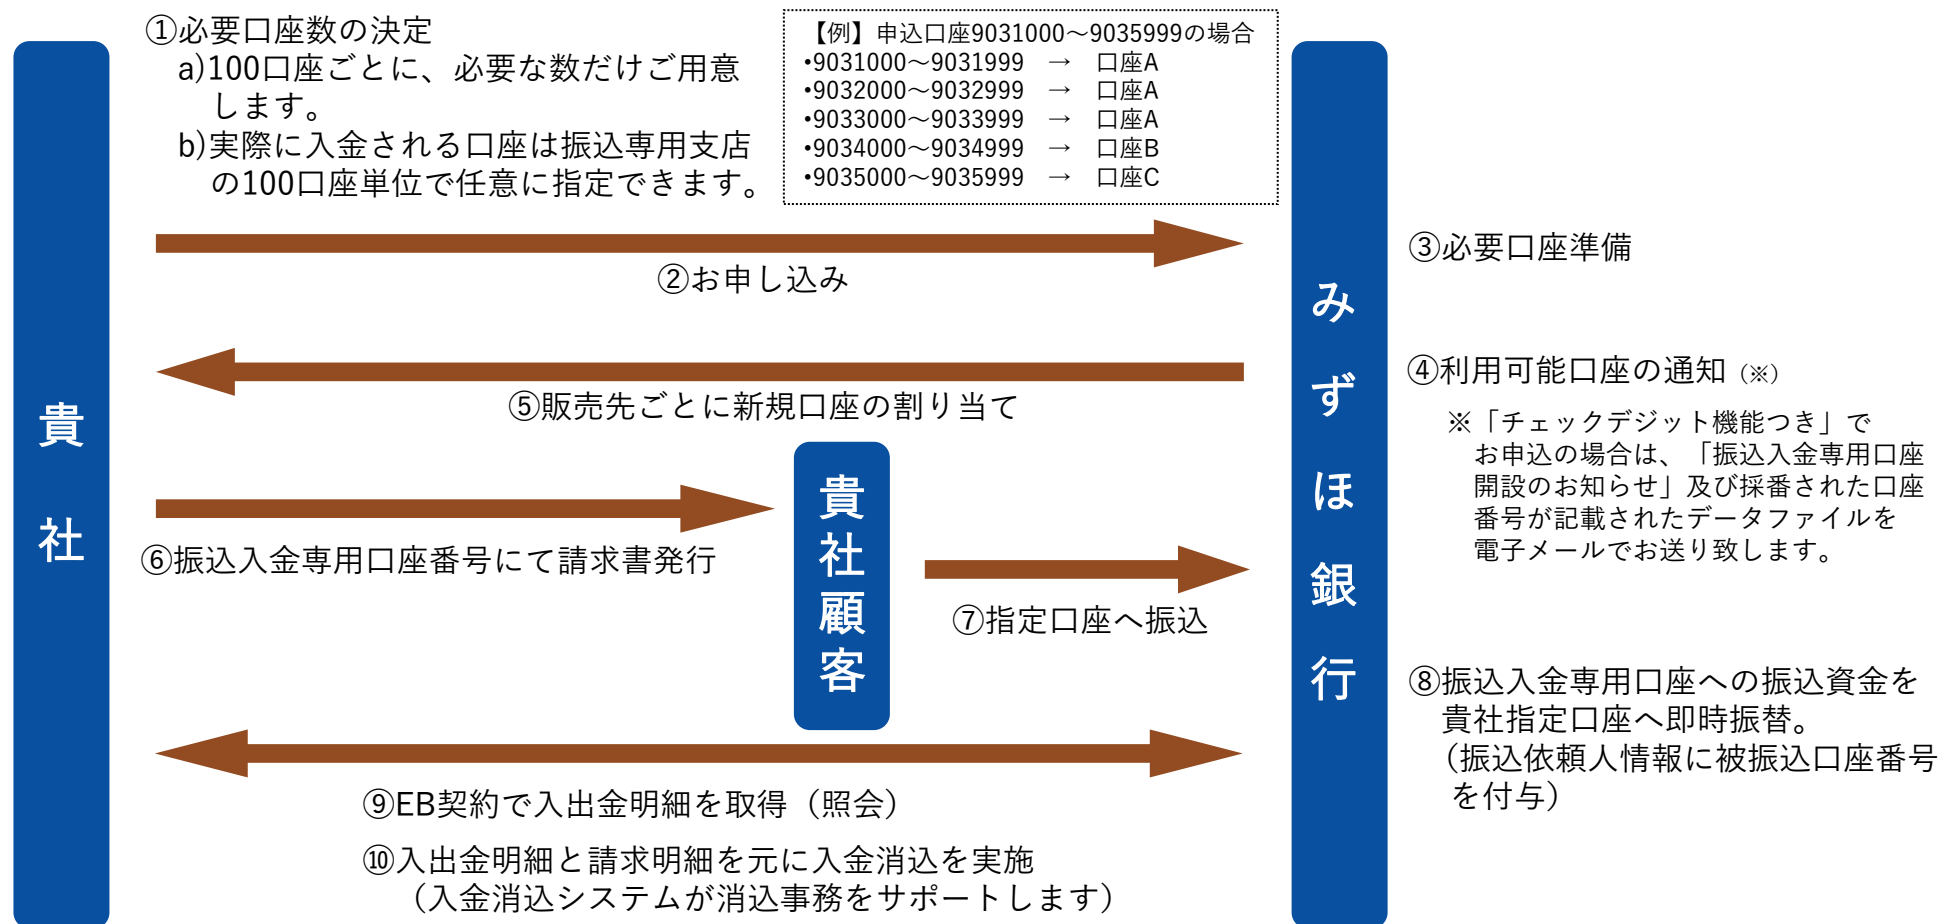 ①必要口座数の決定
a)100口座ごとに、必要な数だけご用意
します。
b)実際に入金される口座は振込専用支店
の100口座単位で任意に指定できます。
【例】申込口座9031000～9035999の場合
•9031000～9031999 → 口座A
•9032000～9032999 → 口座A
•9033000～9033999 → 口座A
•9034000～9034999 → 口座B
•9035000～9035999 → 口座C
②お申し込み
③必要口座準備
④利用可能口座の通知（※）
※「チェックデジット機能つき」で
お申込の場合は、「振込入金専用口座
開設のお知らせ」及び採番された口座
番号が記載されたデータファイルを
電子メールでお送り致します。
⑤販売先ごとに新規口座の割り当て
貴社
貴社顧客
みずほ銀行
⑥振込入金専用口座番号にて請求書発行
⑦指定口座へ振込
⑧振込入金専用口座への振込資金を
貴社指定口座へ即時振替。
（振込依頼人情報に被振込口座番号
を付与）
⑨EB契約で入出金明細を取得（照会）
⑩入出金明細と請求明細を元に入金消込を実施
（入金消込システムが消込事務をサポートします）